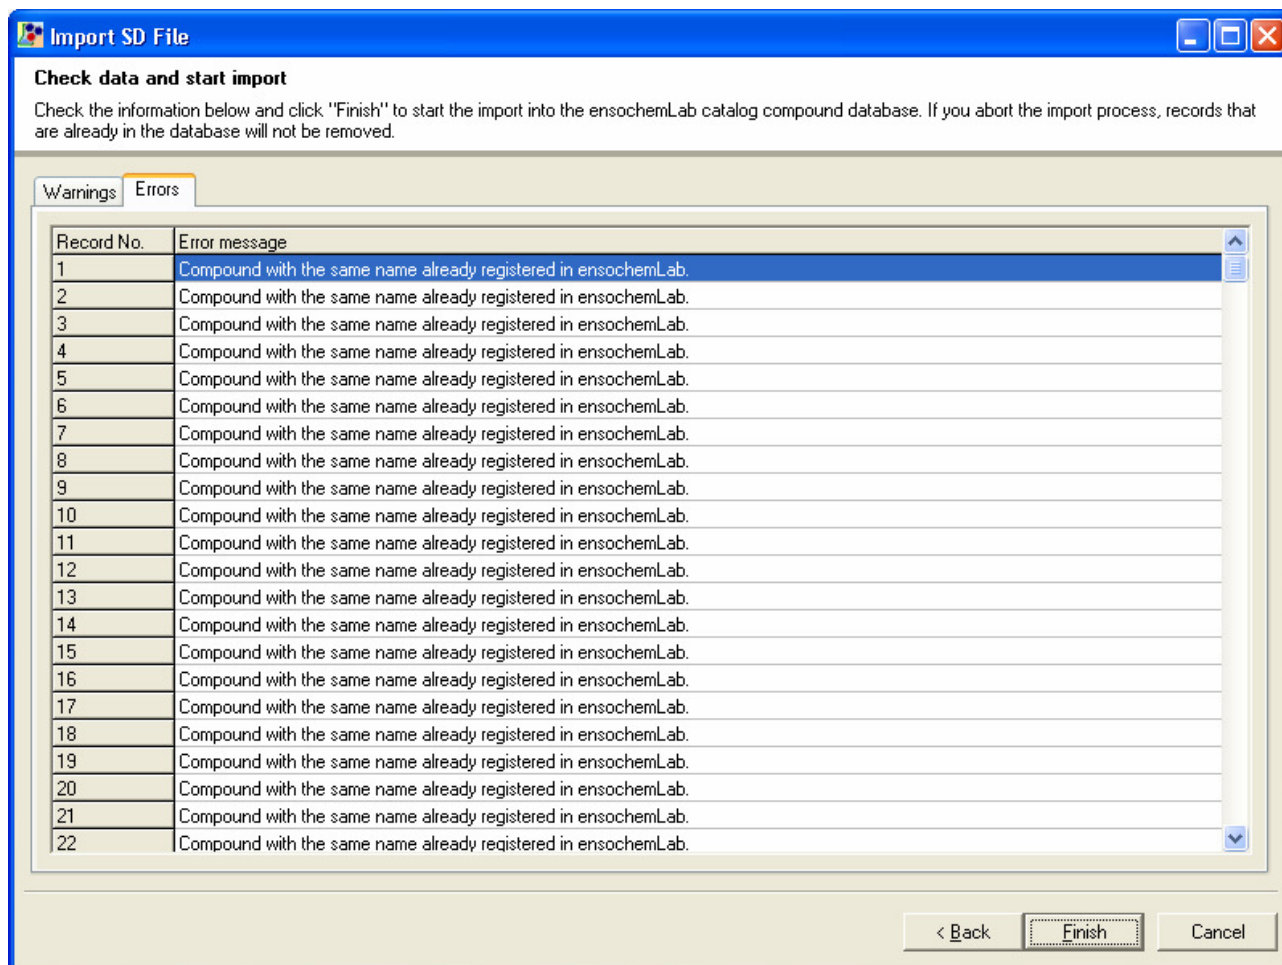 Import SD File
Check data and start import
Check the information below and click "Finish" to start the import into the ensochemLab catalog compound database. If you abort the import process, records that
are already in the database will not be removed.
Warnings Errors
Record No. Error message
1 Compound with the same name already registered in ensochemLab.
2 Compound with the same name already registered in ensochemLab.
3 Compound with the same name already registered in ensochemLab.
4 Compound with the same name already registered in ensochemLab.
5 Compound with the same name already registered in ensochemLab.
6 Compound with the same name already registered in ensochemLab.
7 Compound with the same name already registered in ensochemLab.
8 Compound with the same name already registered in ensochemLab.
9 Compound with the same name already registered in ensochemLab.
10 Compound with the same name already registered in ensochemLab.
11 Compound with the same name already registered in ensochemLab.
12 Compound with the same name already registered in ensochemLab.
13 Compound with the same name already registered in ensochemLab.
14 Compound with the same name already registered in ensochemLab.
15 Compound with the same name already registered in ensochemLab.
16 Compound with the same name already registered in ensochemLab.
17 Compound with the same name already registered in ensochemLab.
18 Compound with the same name already registered in ensochemLab.
19 Compound with the same name already registered in ensochemLab.
20 Compound with the same name already registered in ensochemLab.
21 Compound with the same name already registered in ensochemLab.
22 Compound with the same name already registered in ensochemLab.
< Back Finish Cancel